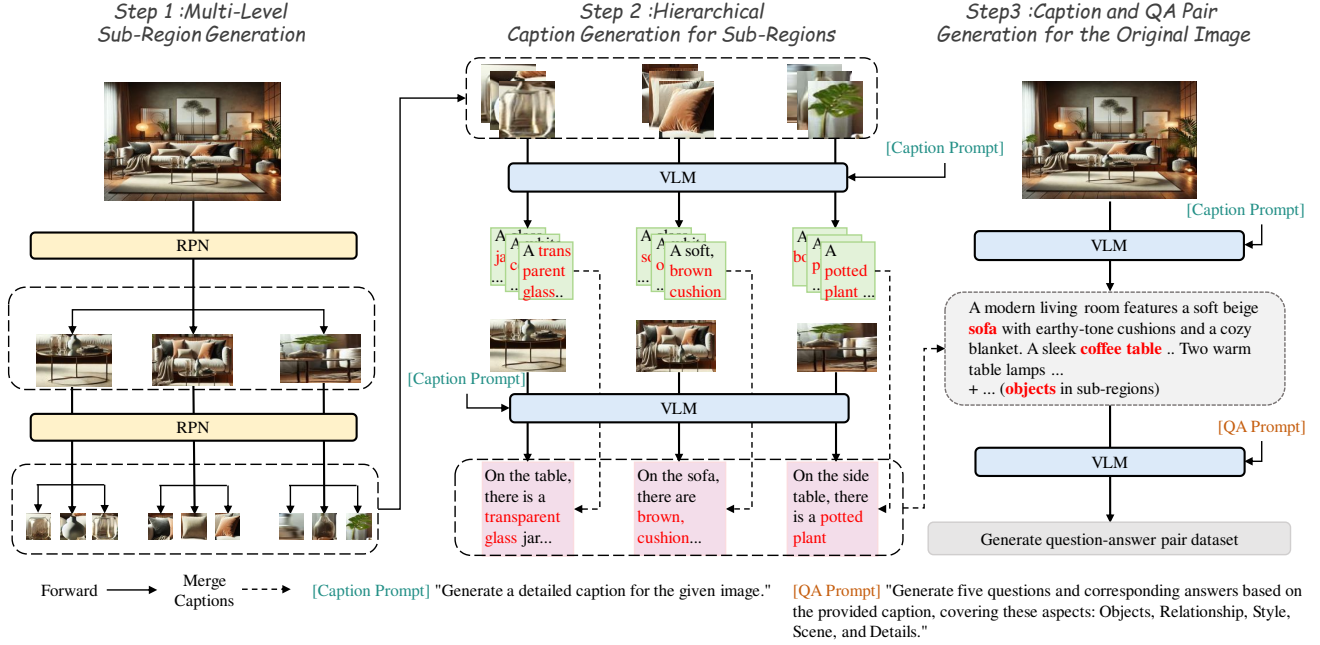 Step 1 :Multi-Level
Sub-Region Generation
RPN
RPN
Step 2 :Hierarchical
Caption Generation for Sub-Regions
[Caption Prompt]
VLM
A
ja
...
A
c
...
A trans
parent
glass..
A
so
...
A
o
...
A soft,
brown
cushion
A
bo
...
A
p
...
A
potted
plant ...
[Caption Prompt]
VLM
On the table,
there is a
transparent
glass jar...
On the sofa,
there are
brown,
cushion...
On the side
table, there
is a potted
plant
Step3 :Caption and QA Pair
Generation for the Original Image
[Caption Prompt]
VLM
A modern living room features a soft beige
sofa with earthy-tone cushions and a cozy
blanket. A sleek coffee table .. Two warm
table lamps ...
+ ... (objects in sub-regions)
[QA Prompt]
VLM
Generate question-answer pair dataset
Forward
Merge
Captions
[Caption Prompt] "Generate a detailed caption for the given image."
[QA Prompt] "Generate five questions and corresponding answers based on
the provided caption, covering these aspects: Objects, Relationship, Style,
Scene, and Details."